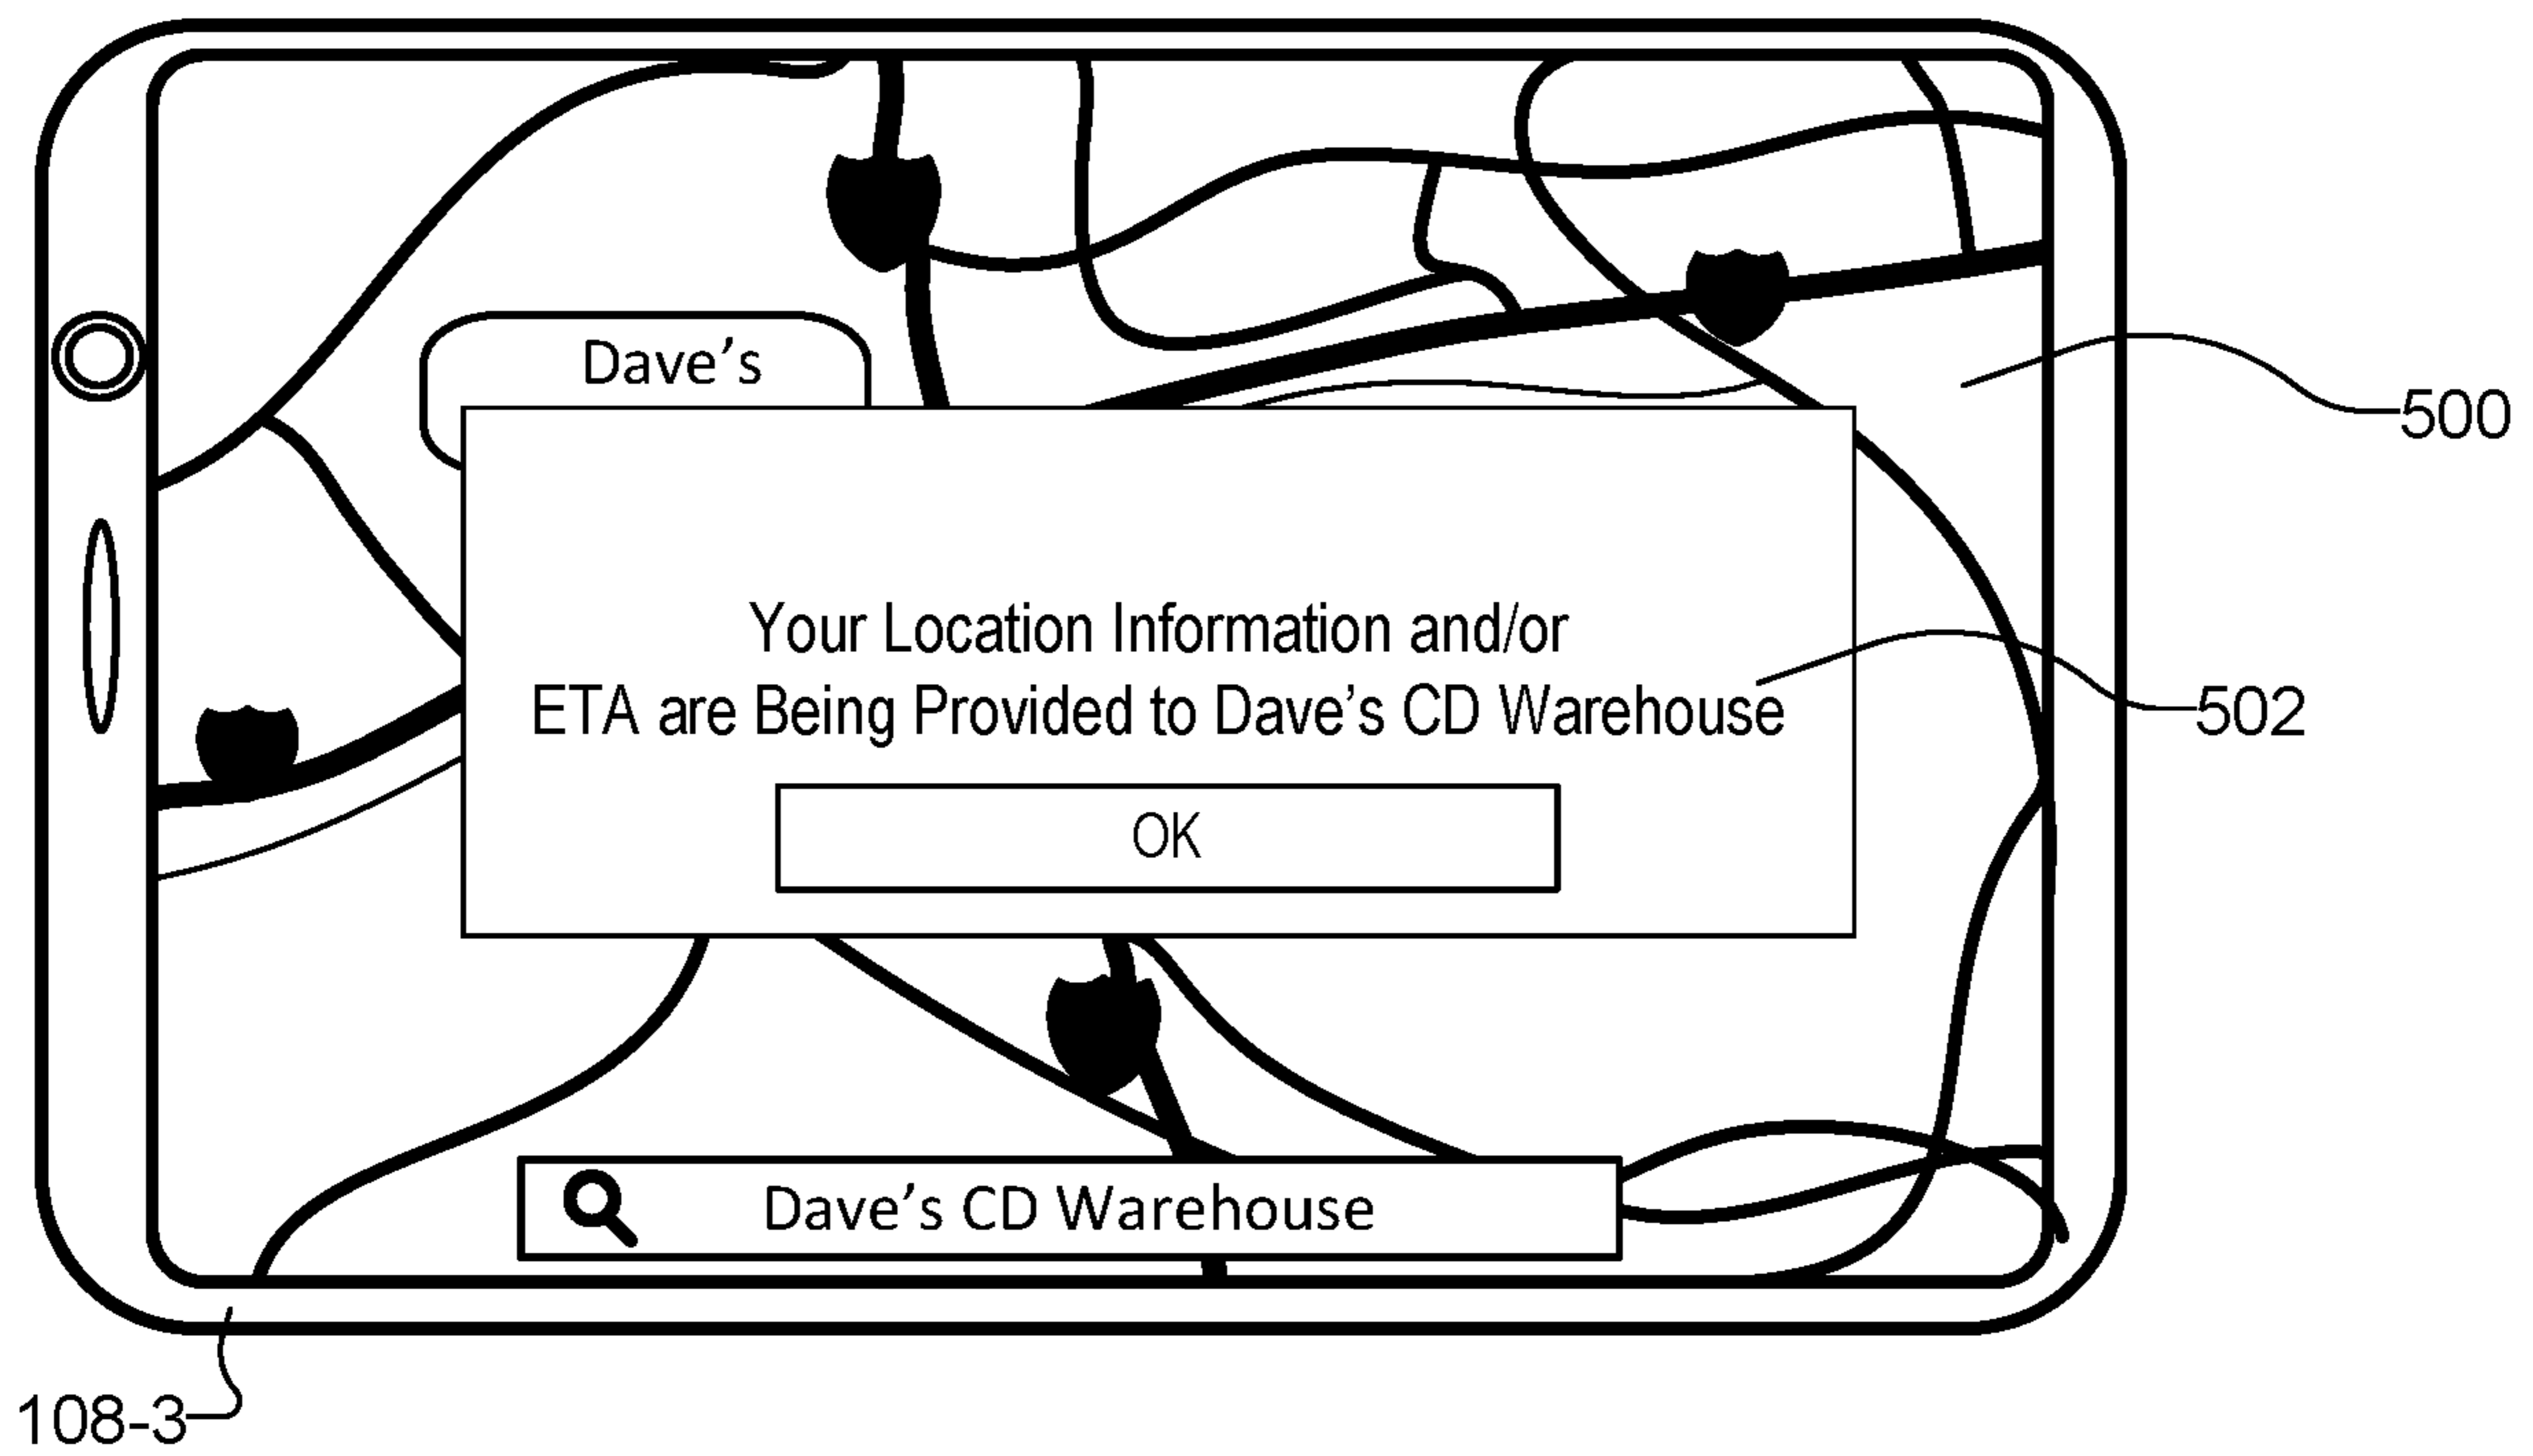 Dave's
500
Your Location Information and/or
ETA are Being Provided to Dave's CD Warehouse
502
OK
Dave's CD Warehouse
108-3